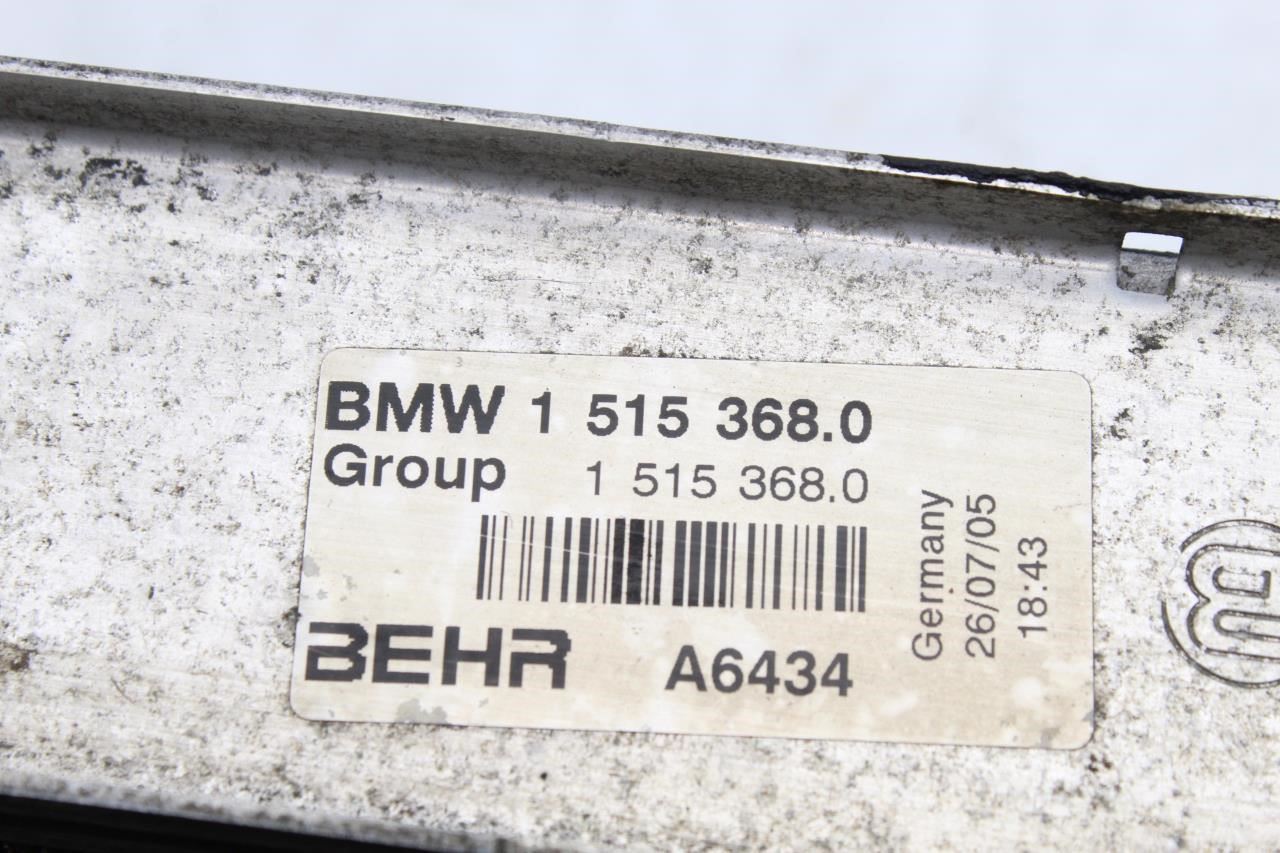 BMW 1 515 368.0
Group 1 515 368.0
BEHR A6434
Germany
26/07/05
18:43